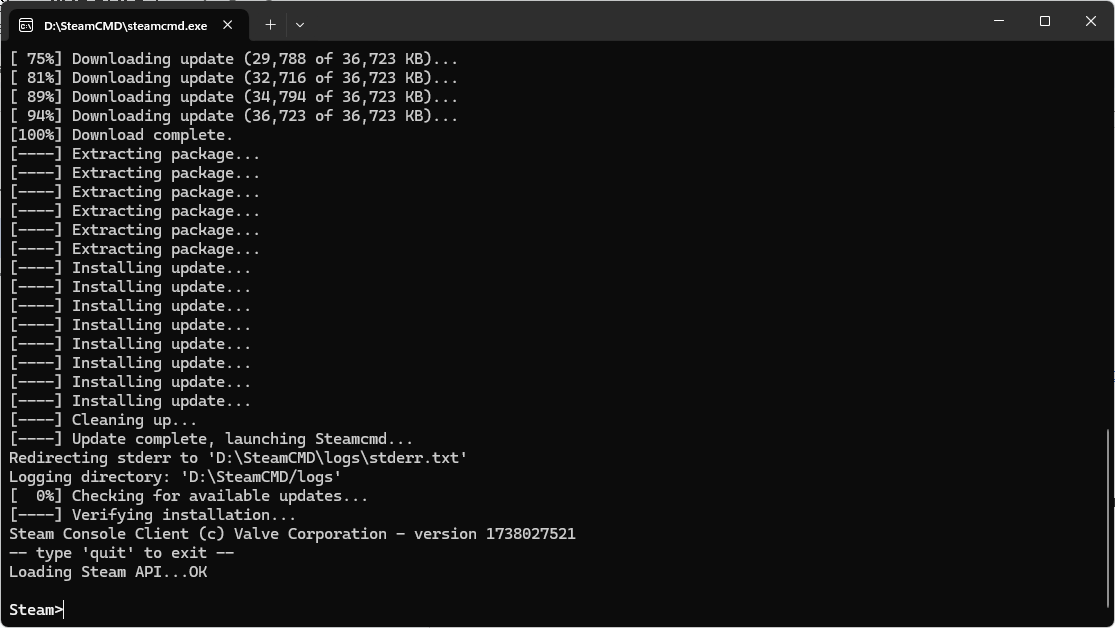 D:\SteamCMD\steamcmd.exe
[ 75%] Downloading update (29,788 of 36,723 KB)...
[ 81%] Downloading update (32,716 of 36,723 KB)...
[ 89%] Downloading update (34,794 of 36,723 KB)...
[ 94%] Downloading update (36,723 of 36,723 KB)...
[100%] Download complete.
[----] Extracting package...
[----] Extracting package...
[----] Extracting package...
[----] Extracting package...
[----] Extracting package...
[----] Extracting package...
[----] Installing update...
[----] Installing update...
[----] Installing update...
[----] Installing update...
[----] Installing update...
[----] Installing update...
[----] Installing update...
[----] Installing update...
[----] Cleaning up...
[----] Update complete, launching Steamcmd...
Redirecting stderr to 'D:\SteamCMD\logs\stderr.txt'
Logging directory: 'D:\SteamCMD/logs'
[  0%] Checking for available updates...
[----] Verifying installation...
Steam Console Client (c) Valve Corporation - version 1738027521
-- type 'quit' to exit --
Loading Steam API...OK
Steam>